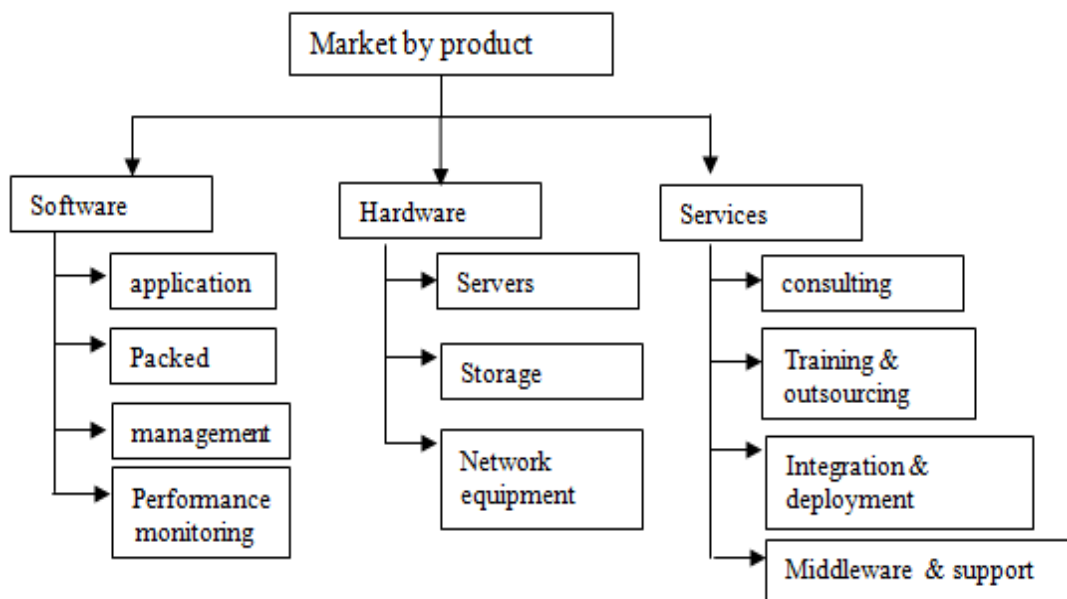 Market by product
Software
application
Packed
management
Performance
monitoring
Hardware
Servers
Storage
Network
equipment
Services
consulting
Training &
outsourcing
Integration &
deployment
Middleware & support